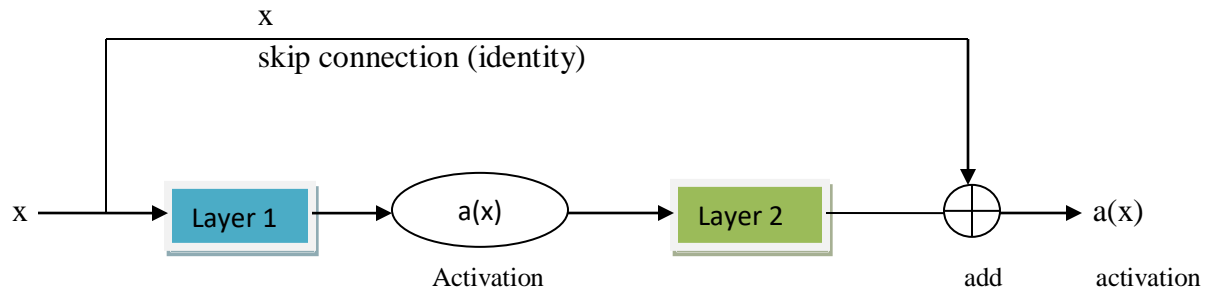 x
skip connection (identity)
x
Layer 1
a(x)
Layer 2
a(x)
Activation
add
activation